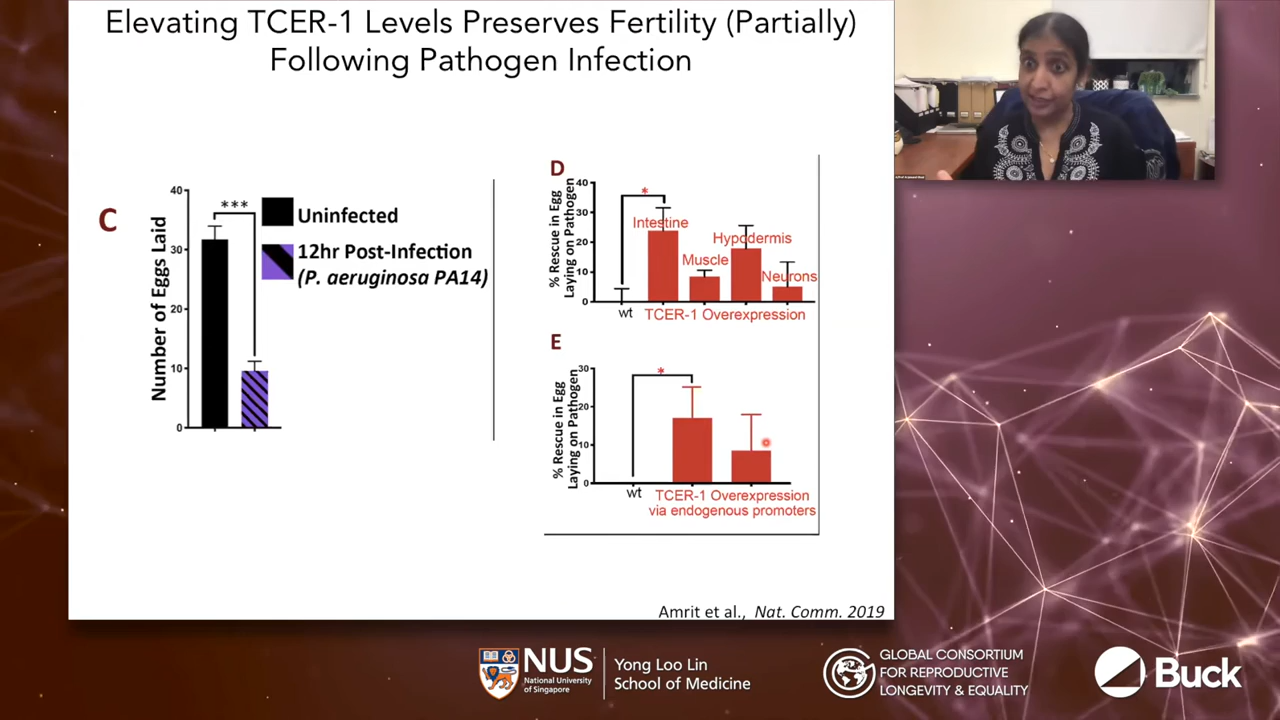 Elevating TCER-1 Levels Preserves Fertility (Partially)
Following Pathogen Infection
C
Number of Eggs Laid
40
30
20
10
0
***
Uninfected
12hr Post-Infection
(P. aeruginosa PA14)
D
% Rescue in Egg
Laying on Pathogen
40
30
20
10
0
*
Intestine
Muscle
Hypodermis
Neurons
wt
TCER-1 Overexpression
E
% Rescue in Egg
Laying on Pathogen
30
20
10
0
*
wt
TCER-1 Overexpression
via endogenous promoters
Amrit et al., Nat. Comm. 2019
NUS
National University
of Singapore
Yong Loo Lin
School of Medicine
GLOBAL CONSORTIUM
FOR REPRODUCTIVE
LONGEVITY & EQUALITY
Buck